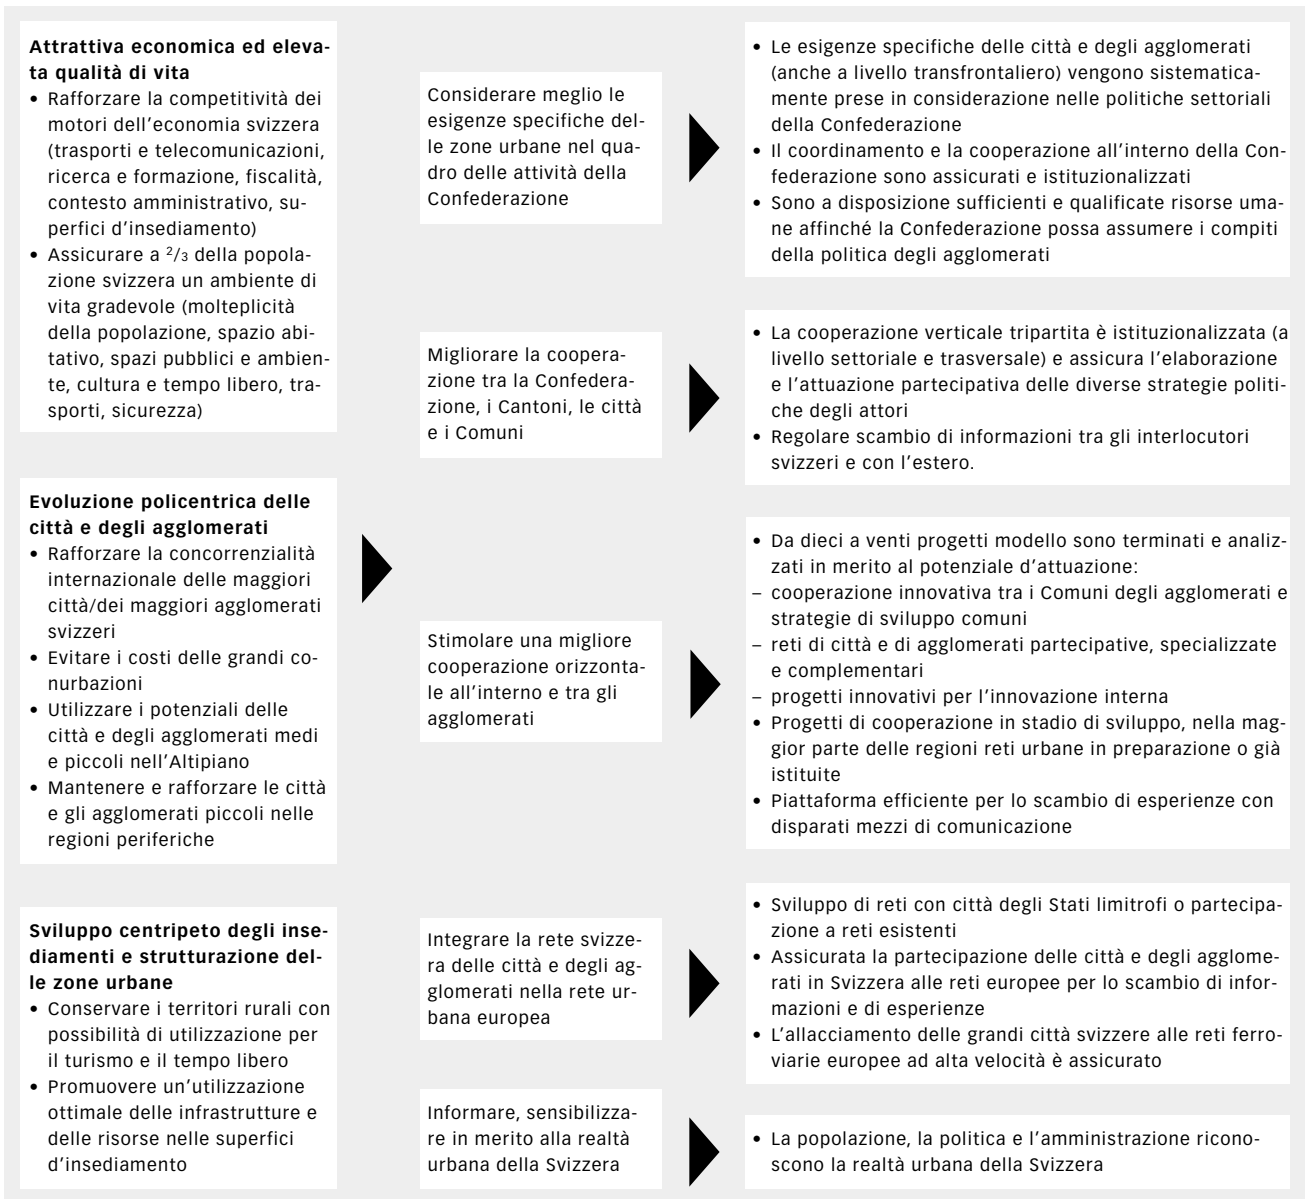 Attrattiva economica ed eleva-
ta qualità di vita
• Rafforzare la competitività dei
motori dell'economia svizzera
(trasporti e telecomunicazioni,
ricerca e formazione, fiscalità,
contesto amministrativo, su-
perfici d'insediamento)
• Assicurare a 2/3 della popola-
zione svizzera un ambiente di
vita gradevole (molteplicità
della popolazione, spazio abi-
tativo, spazi pubblici e ambien-
te, cultura e tempo libero, tra-
sporti, sicurezza)
Evoluzione policentrica delle
città e degli agglomerati
• Rafforzare la concorrenzialità
internazionale delle maggiori
città/dei maggiori agglomerati
svizzeri
• Evitare i costi delle grandi co-
nurbazioni
• Utilizzare i potenziali delle
città e degli agglomerati medi
e piccoli nell'Altipiano
• Mantenere e rafforzare le città
e gli agglomerati piccoli nelle
regioni periferiche
Sviluppo centripeto degli inse-
diamenti e strutturazione del-
le zone urbane
• Conservare i territori rurali con
possibilità di utilizzazione per
il turismo e il tempo libero
• Promuovere un'utilizzazione
ottimale delle infrastrutture e
delle risorse nelle superfici
d'insediamento
Considerare meglio le
esigenze specifiche del-
le zone urbane nel qua-
dro delle attività della
Confederazione
Migliorare la coopera-
zione tra la Confedera-
zione, i Cantoni, le città
e i Comuni
Stimolare una migliore
cooperazione orizzonta-
le all'interno e tra gli
agglomerati
Integrare la rete svizze-
ra delle città e degli ag-
glomerati nella rete ur-
bana europea
Informare, sensibilizza-
re in merito alla realtà
urbana della Svizzera
• Le esigenze specifiche delle città e degli agglomerati
(anche a livello transfrontaliero) vengono sistematica-
mente prese in considerazione nelle politiche settoriali
della Confederazione
• Il coordinamento e la cooperazione all'interno della Con-
federazione sono assicurati e istituzionalizzati
• Sono a disposizione sufficienti e qualificate risorse uma-
ne affinché la Confederazione possa assumere i compiti
della politica degli agglomerati
• La cooperazione verticale tripartita è istituzionalizzata (a
livello settoriale e trasversale) e assicura l'elaborazione
e l'attuazione partecipativa delle diverse strategie politi-
che degli attori
• Regolare scambio di informazioni tra gli interlocutori
svizzeri e con l'estero.
• Da dieci a venti progetti modello sono terminati e analiz-
zati in merito al potenziale d'attuazione:
– cooperazione innovativa tra i Comuni degli agglomerati e
strategie di sviluppo comuni
– reti di città e di agglomerati partecipative, specializzate
e complementari
– progetti innovativi per l'innovazione interna
• Progetti di cooperazione in stadio di sviluppo, nella mag-
gior parte delle regioni reti urbane in preparazione o già
istituite
• Piattaforma efficiente per lo scambio di esperienze con
disparati mezzi di comunicazione
• Sviluppo di reti con città degli Stati limitrofi o partecipa-
zione a reti esistenti
• Assicurata la partecipazione delle città e degli agglome-
rati in Svizzera alle reti europee per lo scambio di infor-
mazioni e di esperienze
• L'allacciamento delle grandi città svizzere alle reti ferro-
viarie europee ad alta velocità è assicurato
• La popolazione, la politica e l'amministrazione ricono-
scono la realtà urbana della Svizzera